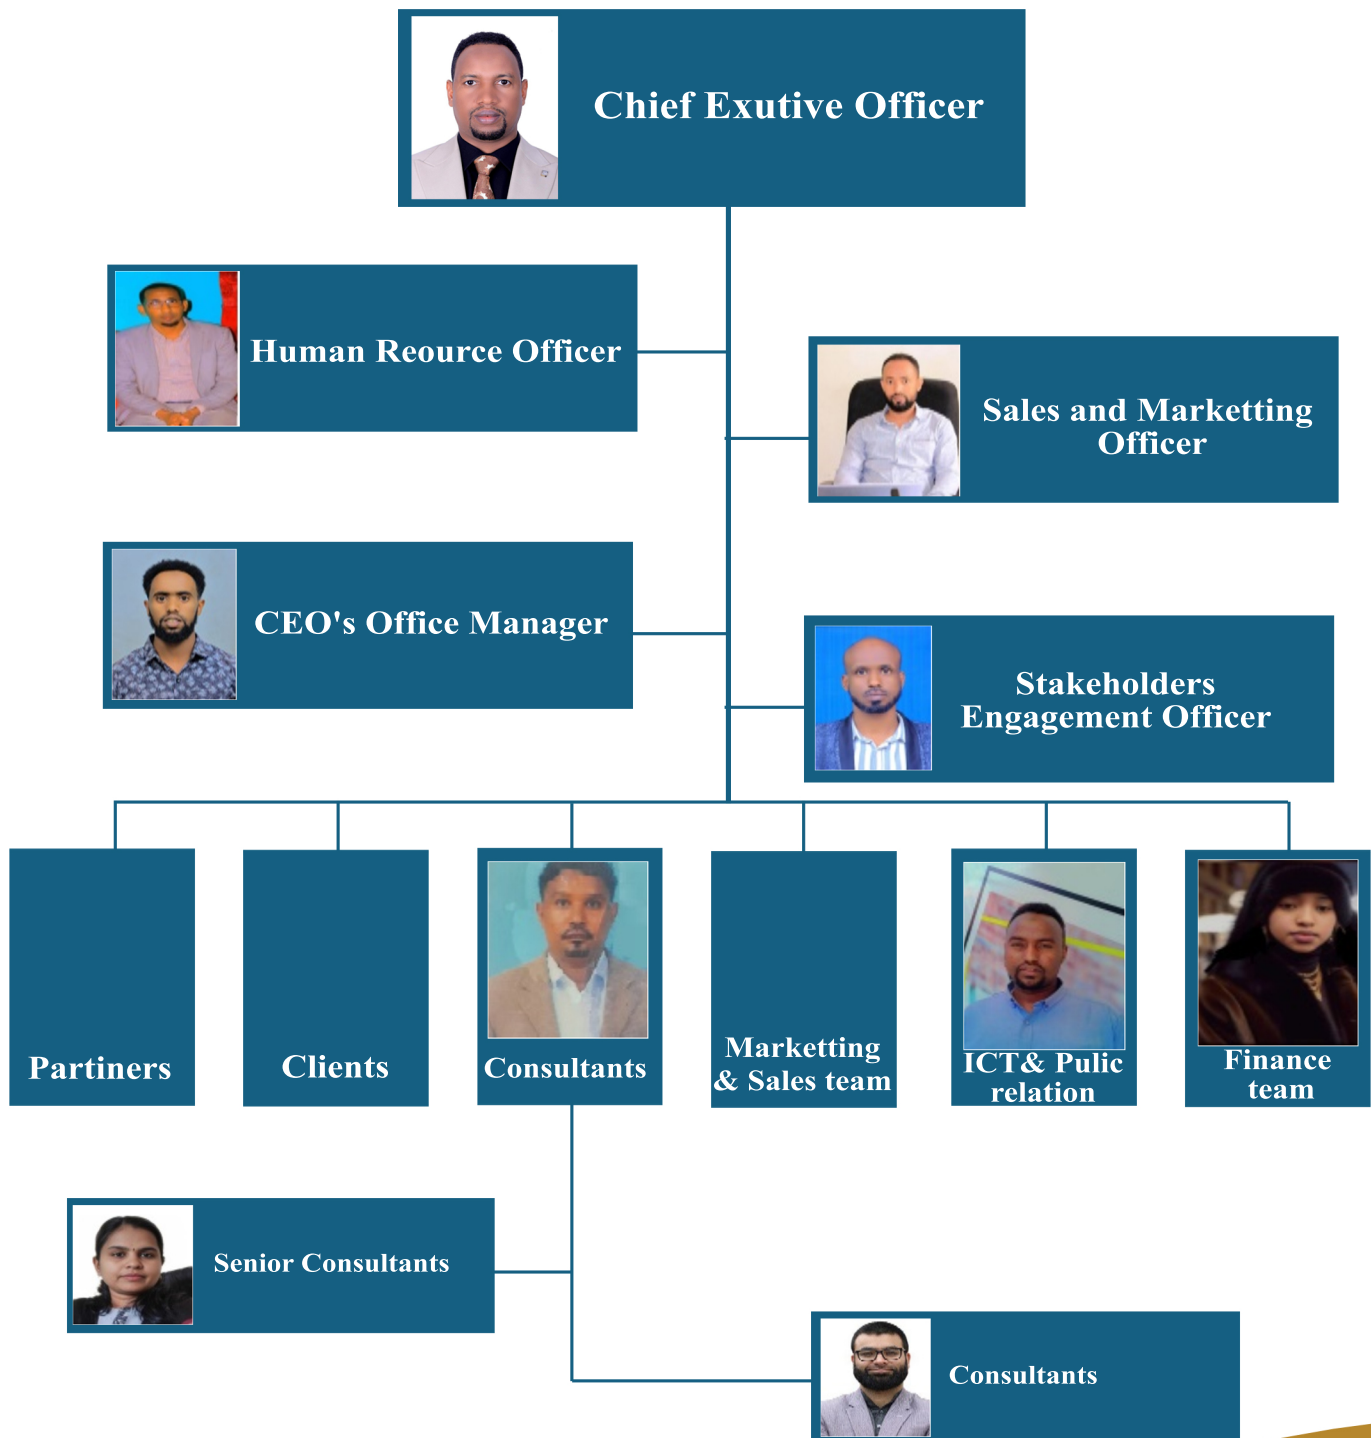 Chief Exutive Officer
Human Reource Officer
Sales and Marketting
Officer
CEO's Office Manager
Stakeholders
Engagement Officer
Partiners
Clients
Consultants
Marketting
& Sales team
ICT& Pulic
relation
Finance
team
Senior Consultants
Consultants